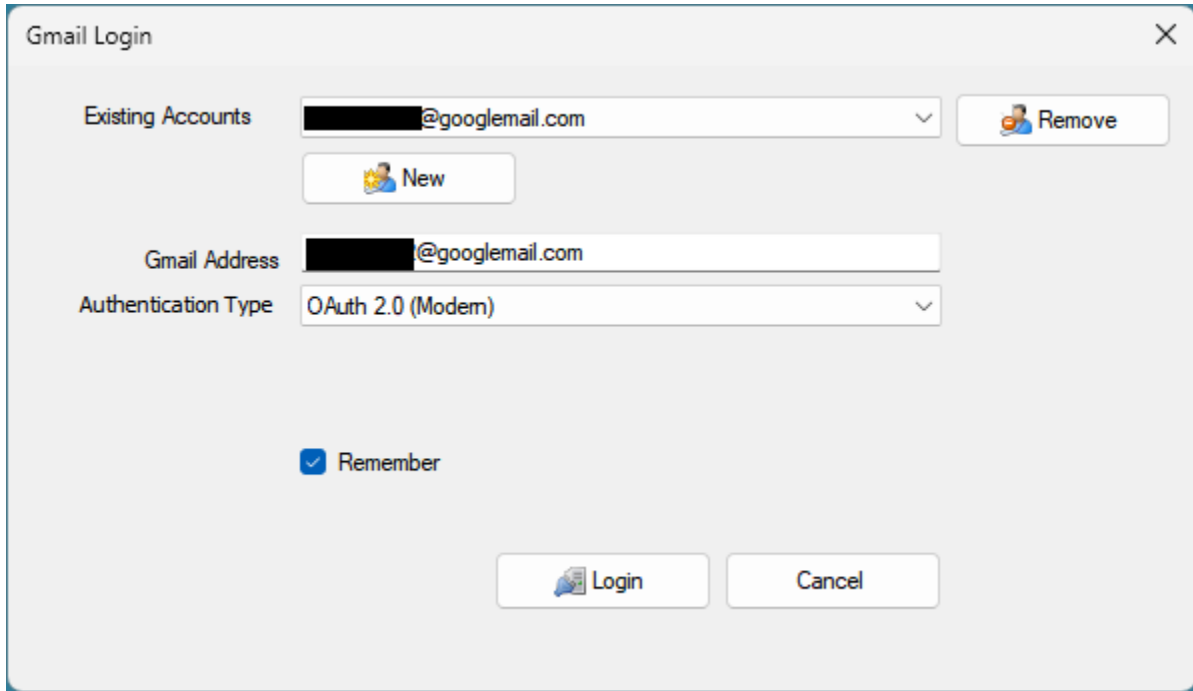 Gmail Login
Existing Accounts
@googlemail.com
Remove
New
Gmail Address
@googlemail.com
Authentication Type
OAuth 2.0 (Modern)
Remember
Login
Cancel